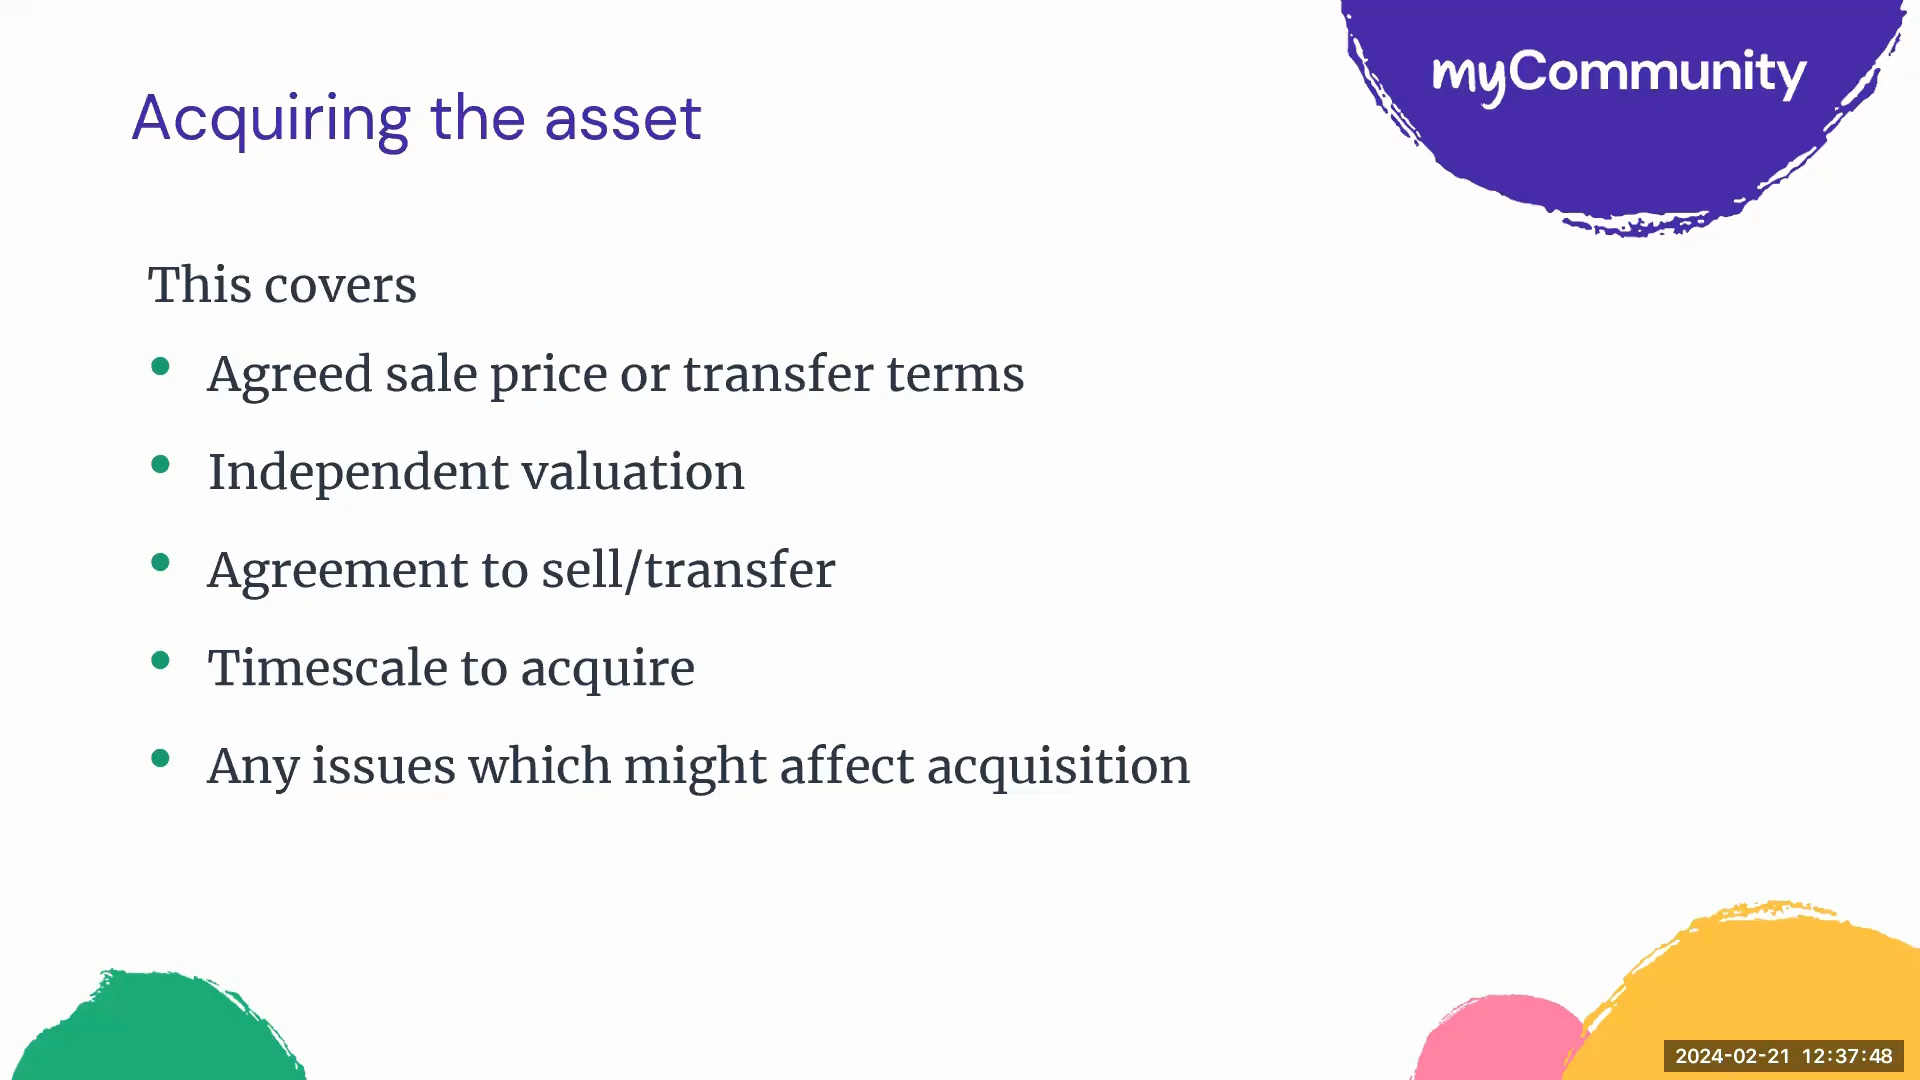 myCommunity
Acquiring the asset
This covers
• Agreed sale price or transfer terms
• Independent valuation
• Agreement to sell/transfer
• Timescale to acquire
• Any issues which might affect acquisition
2024-02-21 12:37:48